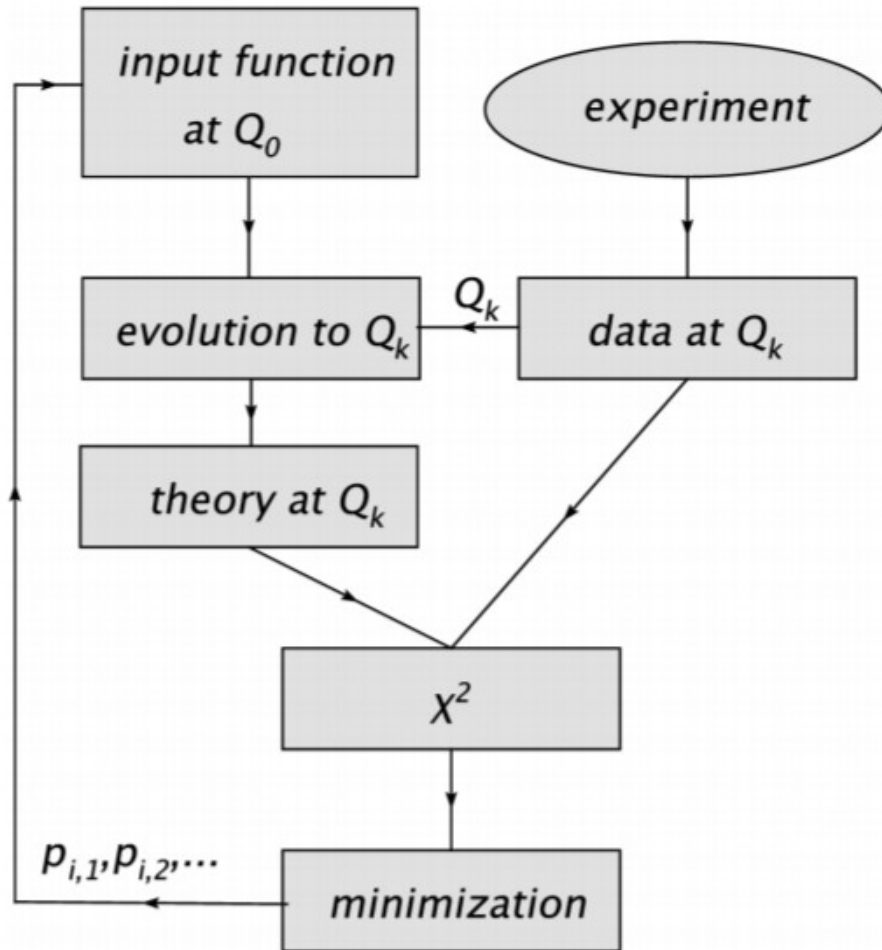 input function
at Q₀
experiment
evolution to Qₖ
Qₖ
data at Qₖ
theory at Qₖ
χ²
minimization
pᵢ,₁,pᵢ,₂,...